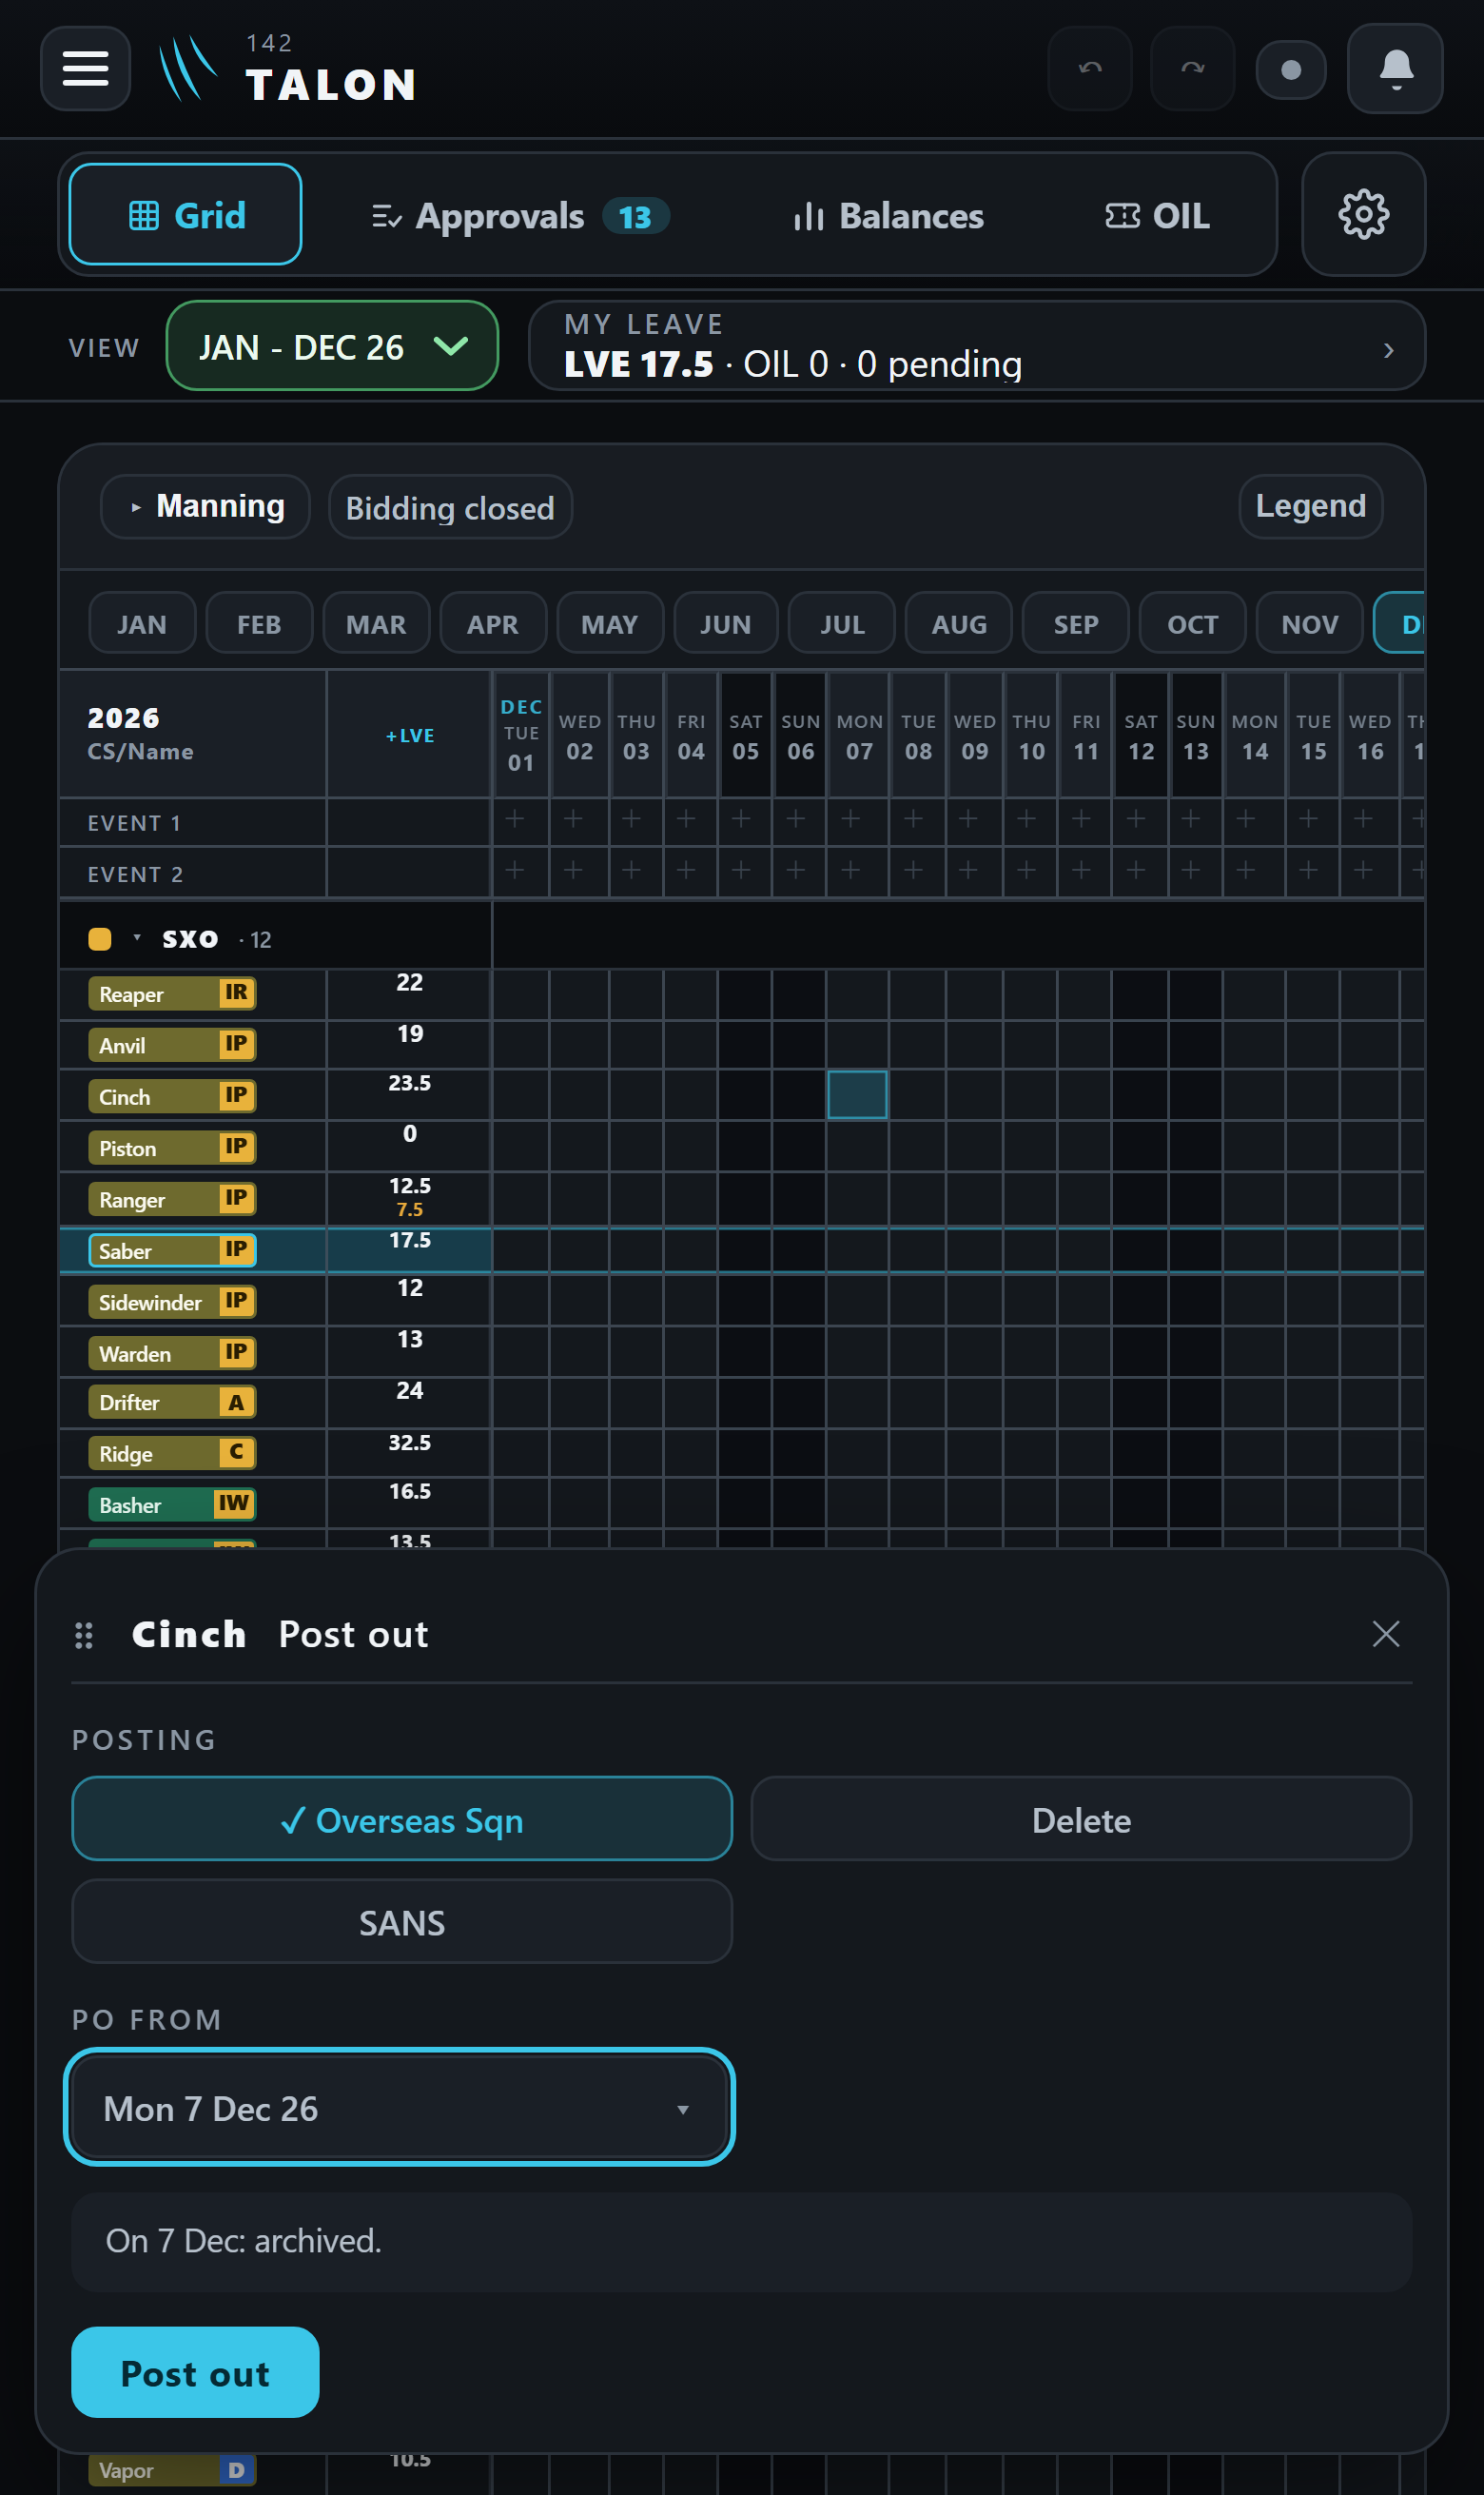 142
TALON
Grid
Approvals 13
Balances
OIL
VIEW
JAN - DEC 26
MY LEAVE
LVE 17.5 · OIL 0 · 0 pending
Manning
Bidding closed
Legend
JAN FEB MAR APR MAY JUN JUL AUG SEP OCT NOV
2026
CS/Name
+LVE
DEC
TUE WED THU FRI SAT SUN MON TUE WED THU FRI SAT SUN MON TUE WED
01 02 03 04 05 06 07 08 09 10 11 12 13 14 15 16
EVENT 1
EVENT 2
SXO · 12
Reaper IR 22
Anvil IP 19
Cinch IP 23.5
Piston IP 0
Ranger IP 12.5
7.5
Saber IP 17.5
Sidewinder IP 12
Warden IP 13
Drifter A 24
Ridge C 32.5
Basher IW 16.5
13.5
Cinch Post out
POSTING
✓ Overseas Sqn
Delete
SANS
PO FROM
Mon 7 Dec 26
On 7 Dec: archived.
Post out
Vapor D 10.5